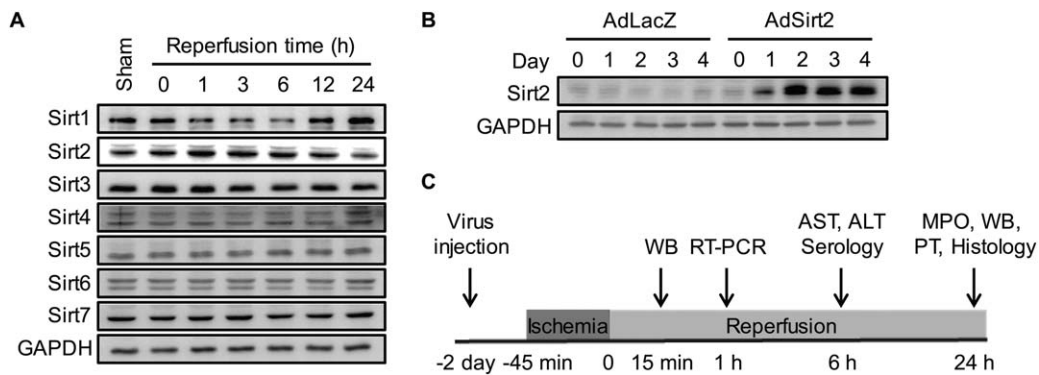 A
Reperfusion time (h)
Sham 0 1 3 6 12 24
Sirt1
Sirt2
Sirt3
Sirt4
Sirt5
Sirt6
Sirt7
GAPDH
B
AdLacZ AdSirt2
Day 0 1 2 3 4 0 1 2 3 4
Sirt2
GAPDH
C
Virus
injection
WB
RT-PCR
AST, ALT
Serology
MPO, WB,
PT, Histology
Ischemia Reperfusion
-2 day -45 min 0 15 min 1 h 6 h 24 h